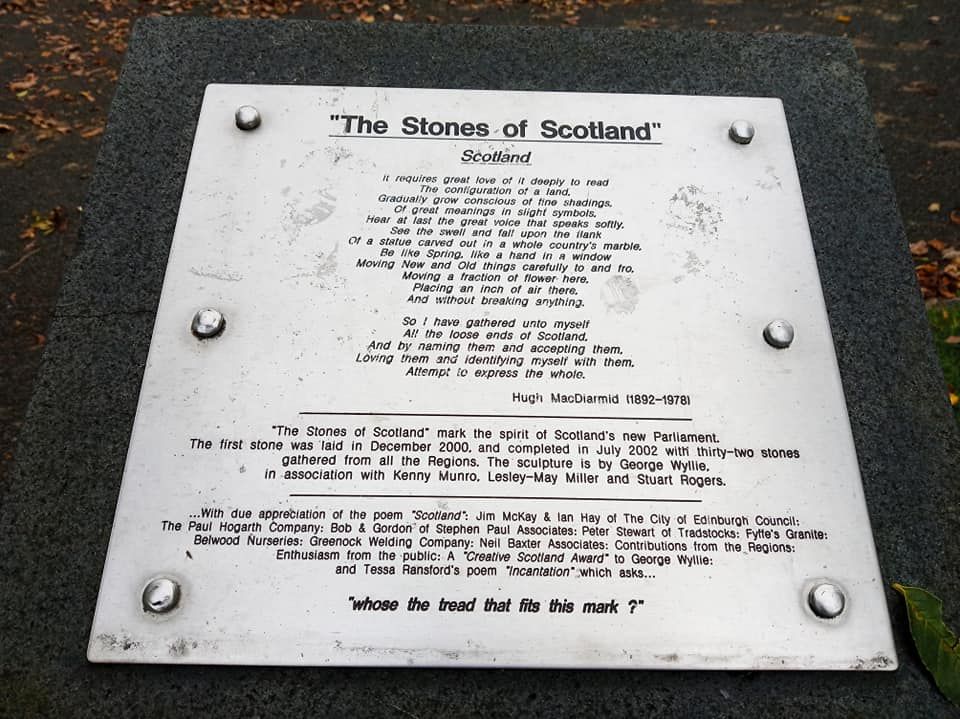 "The Stones of Scotland"
Scotland
It requires great love of it deeply to read
The configuration of a land,
Gradually grow conscious of fine shadings,
Of great meanings in slight symbols,
Hear at last the great voice that speaks softly,
See the swell and fall upon the flank
Of a statue carved out in a whole country's marble,
Be like Spring, like a hand in a window
Moving New and Old things carefully to and fro,
Moving a fraction of flower here,
Placing an inch of air there,
And without breaking anything.
So I have gathered unto myself
All the loose ends of Scotland,
And by naming them and accepting them,
Loving them and identifying myself with them,
Attempt to express the whole.
Hugh MacDiarmid (1892-1978)
"The Stones of Scotland" mark the spirit of Scotland's new Parliament.
The first stone was laid in December 2000, and completed in July 2002 with thirty-two stones
gathered from all the Regions. The sculpture is by George Wyllie,
in association with Kenny Munro, Lesley-May Miller and Stuart Rogers.
...With due appreciation of the poem "Scotland": Jim McKay & Ian Hay of The City of Edinburgh Council:
The Paul Hogarth Company: Bob & Gordon of Stephen Paul Associates: Peter Stewart of Tradstocks: Fyffe's Granite:
Belwood Nurseries: Greenock Welding Company: Neil Baxter Associates: Contributions from the Regions:
Enthusiasm from the public: A "Creative Scotland Award" to George Wyllie:
and Tessa Ransford's poem "Incantation" which asks...
"whose the tread that fits this mark ?"